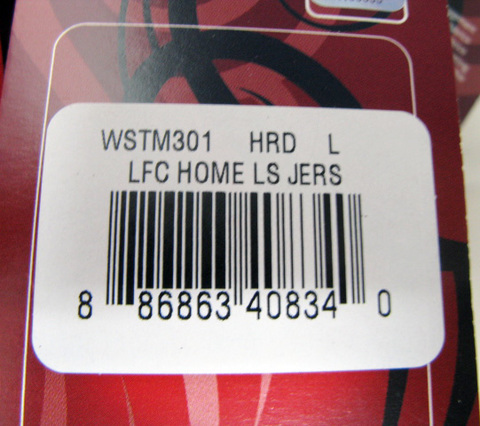 WSTM301 HRD L
LFC HOME LS JERS
8 86863 40834 0